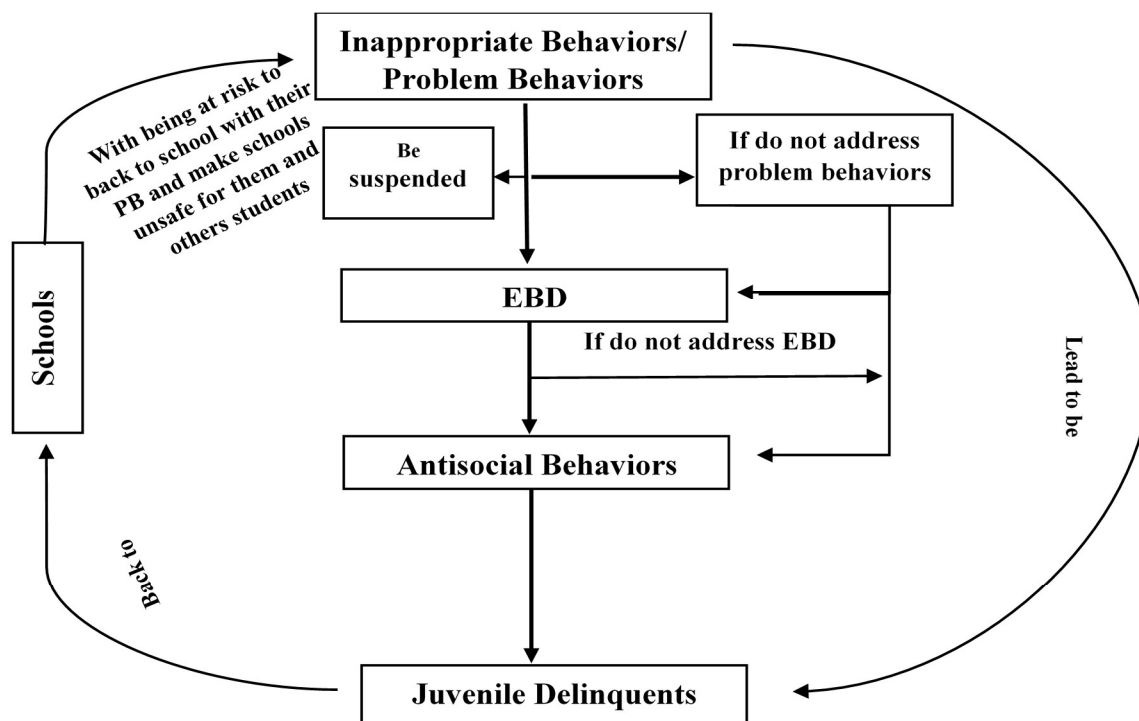 Inappropriate Behaviors/
Problem Behaviors
With being at risk to
back to school with their
PB and make schools
unsafe for them and
others students
Be
suspended
If do not address
problem behaviors
EBD
If do not address EBD
Schools
Lead to be
Antisocial Behaviors
Back to
Juvenile Delinquents